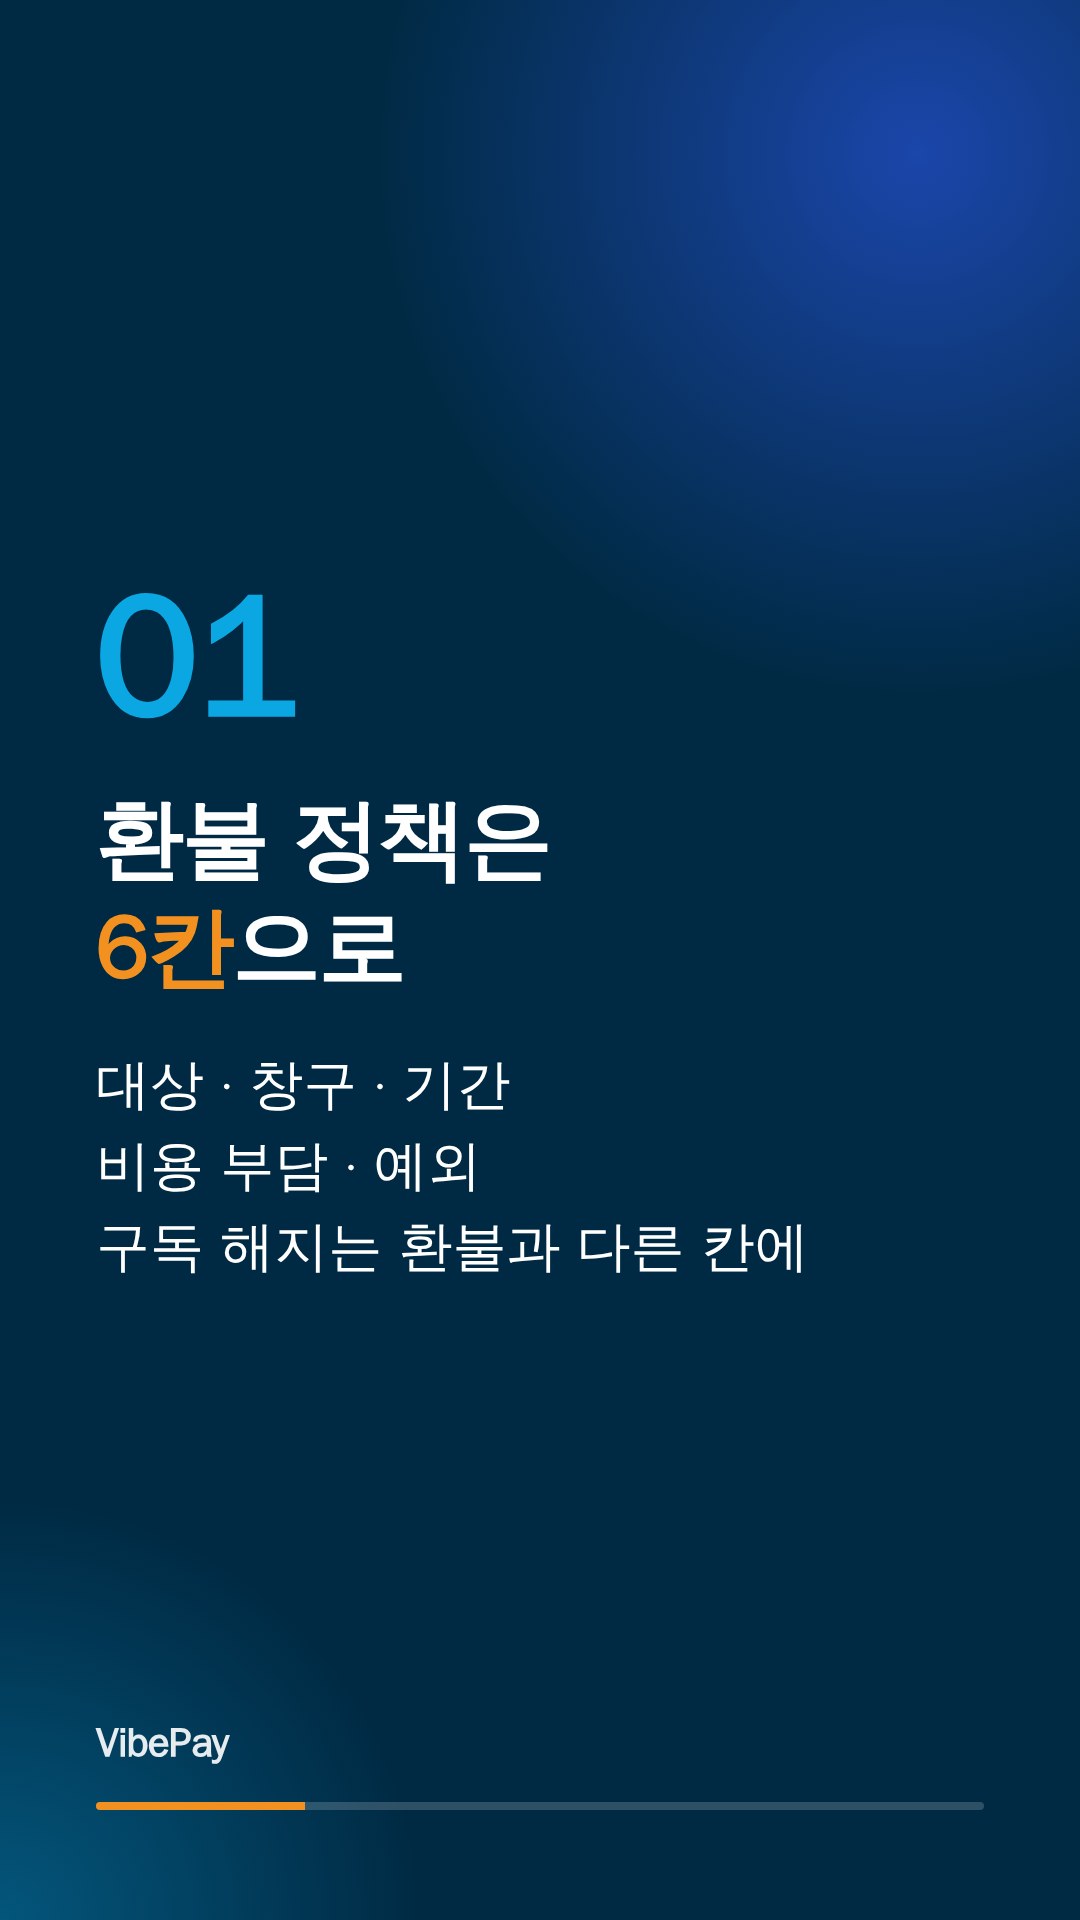 01
환불 정책은
6칸으로
대상 · 창구 · 기간
비용 부담 · 예외
구독 해지는 환불과 다른 칸에
VibePay